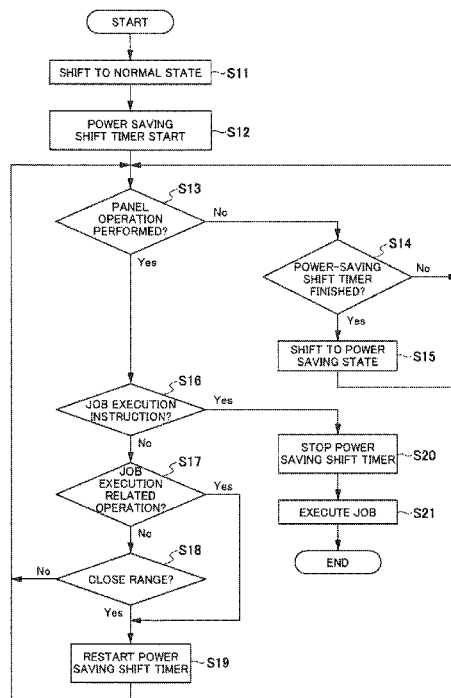 START
SHIFT TO NORMAL STATE
S11
POWER SAVING
SHIFT TIMER START
S12
PANEL
OPERATION
PERFORMED?
S13
No
Yes
POWER-SAVING
SHIFT TIMER
FINISHED?
S14
No
Yes
SHIFT TO POWER
SAVING STATE
S15
JOB EXECUTION
INSTRUCTION?
S16
Yes
No
STOP POWER
SAVING SHIFT TIMER
S20
JOB
EXECUTION
RELATED
OPERATION?
S17
Yes
No
EXECUTE JOB
S21
END
CLOSE RANGE?
S18
No
Yes
RESTART POWER
SAVING SHIFT TIMER
S19